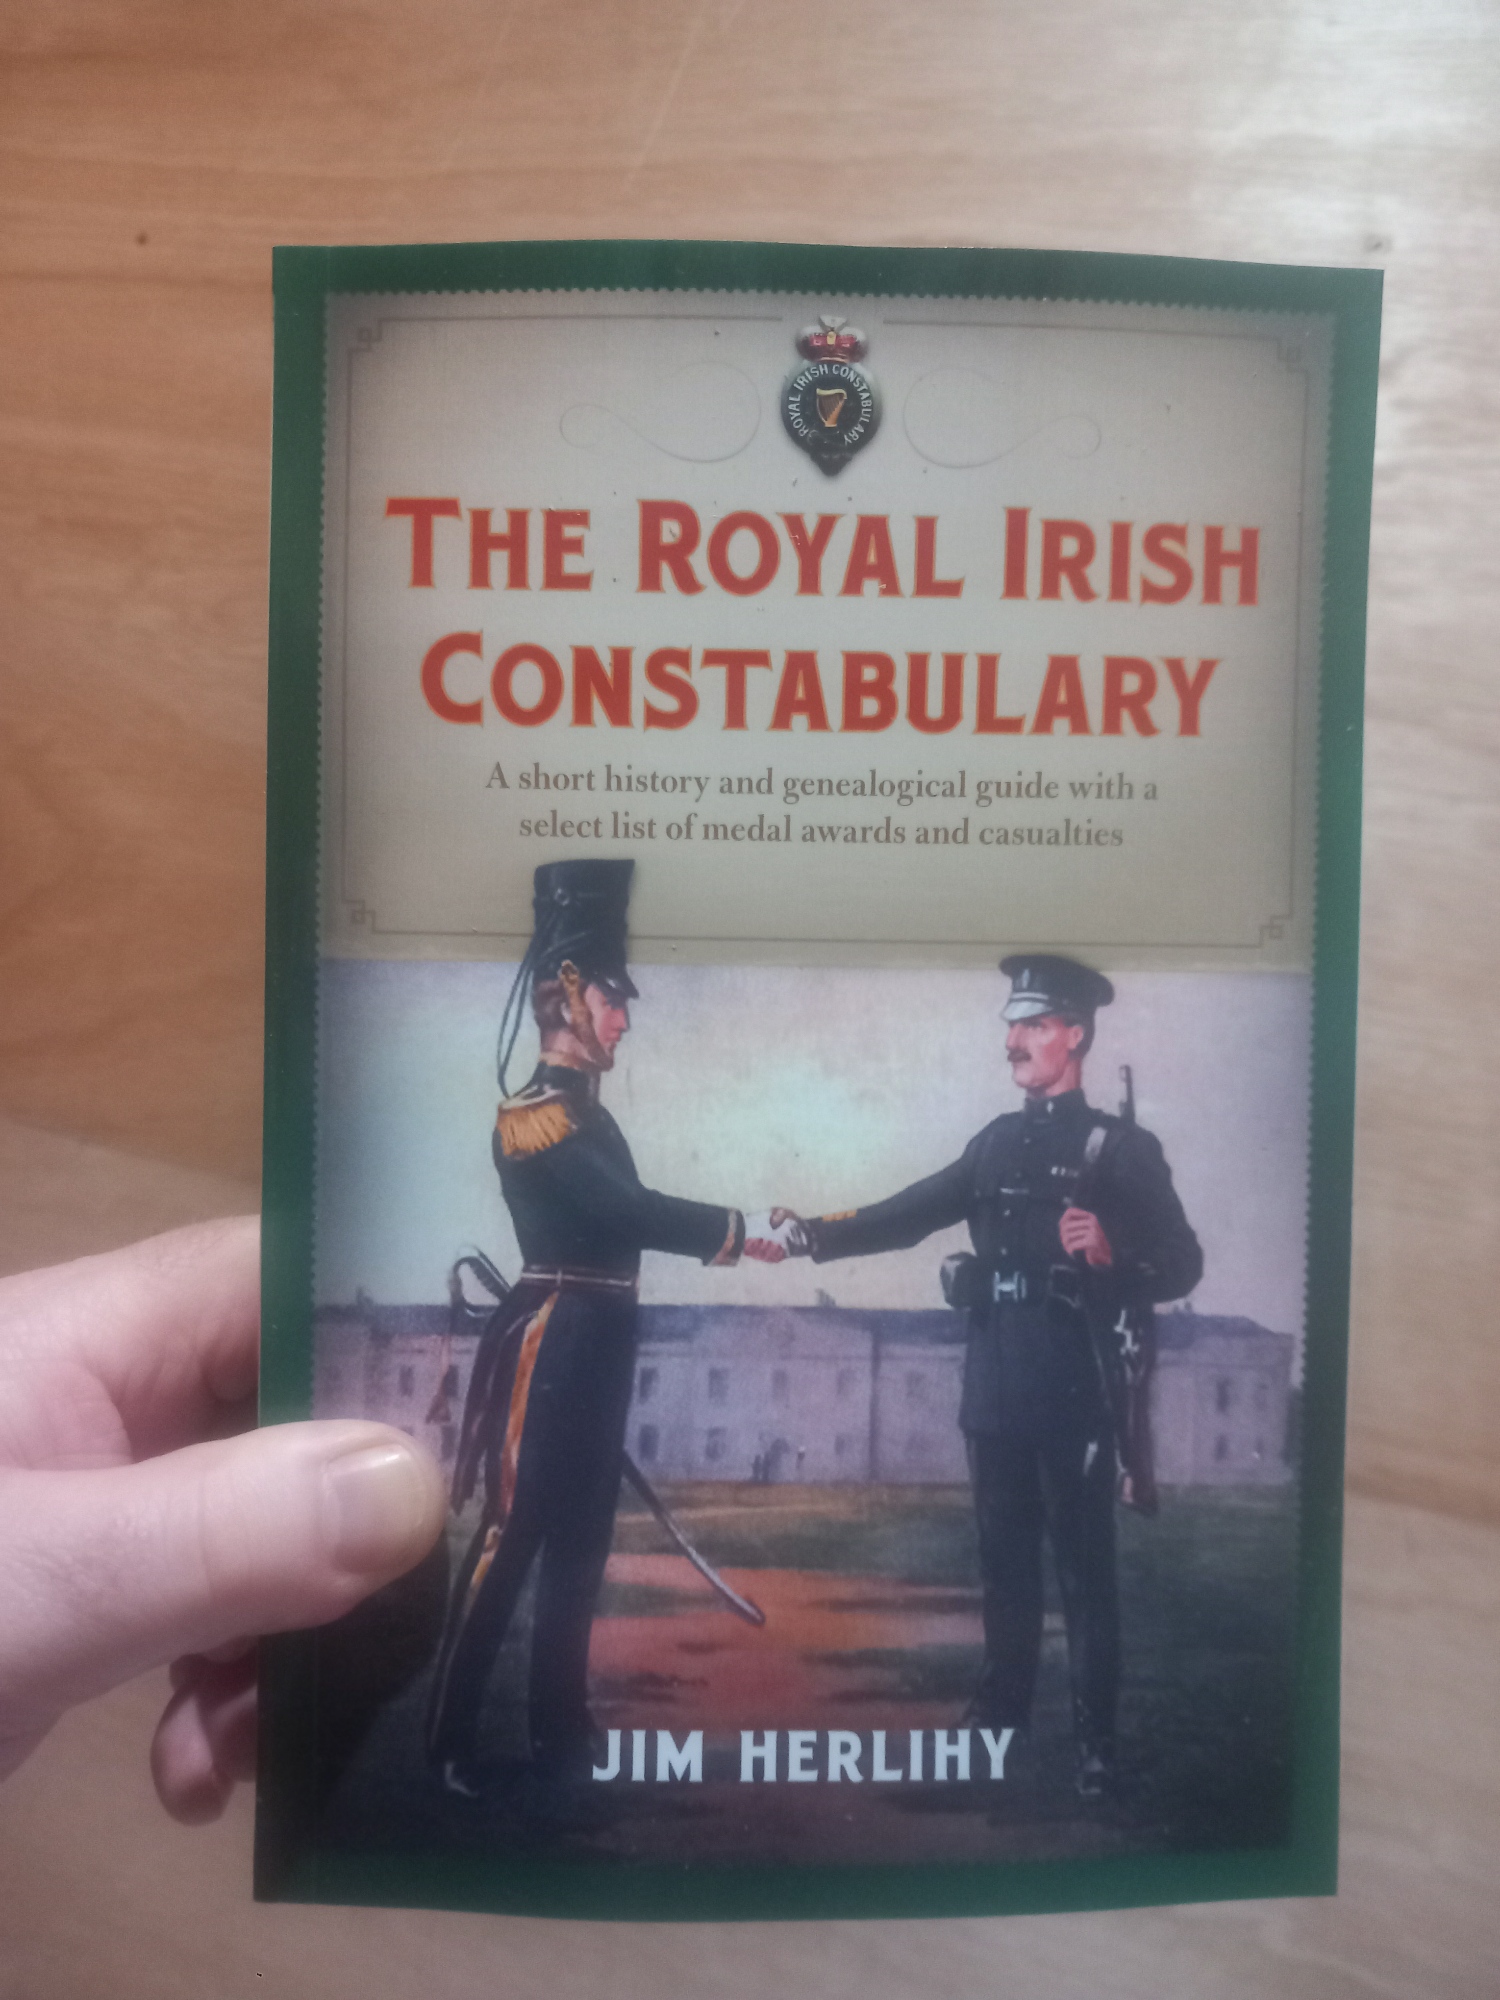 ROYAL IRISH CONSTABULARY
THE ROYAL IRISH
CONSTABULARY
A short history and genealogical guide with a
select list of medal awards and casualties
JIM HERLIHY